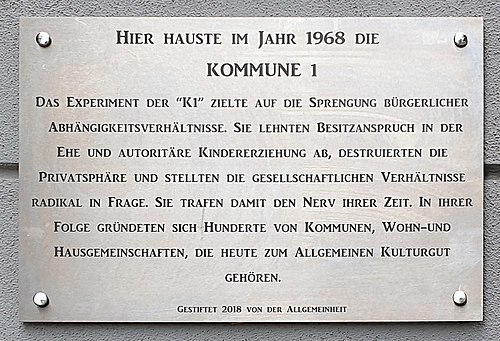 Hier hauste im Jahr 1968 die
Kommune 1
Das Experiment der "K1" zielte auf die Sprengung bürgerlicher
Abhängigkeitsverhältnisse. Sie lehnten Besitzanspruch in der
Ehe und autoritäre Kindererziehung ab, destruierten die
Privatsphäre und stellten die gesellschaftlichen Verhältnisse
radikal in Frage. Sie trafen damit den Nerv ihrer Zeit. In ihrer
Folge gründeten sich Hunderte von Kommunen, Wohn-und
Hausgemeinschaften, die heute zum Allgemeinen Kulturgut
gehören.
Gestiftet 2018 von der Allgemeinheit